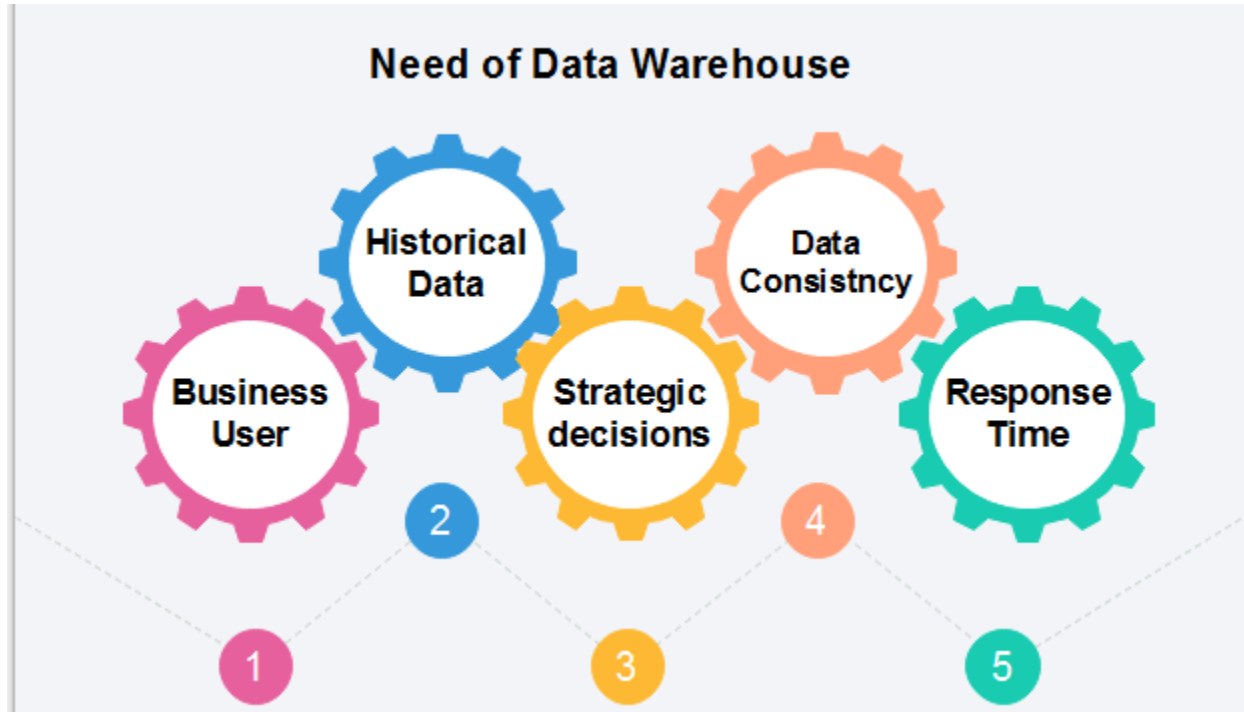 Need of Data Warehouse
Business
User
Historical
Data
Strategic
decisions
Data
Consistncy
Response
Time
1
2
3
4
5